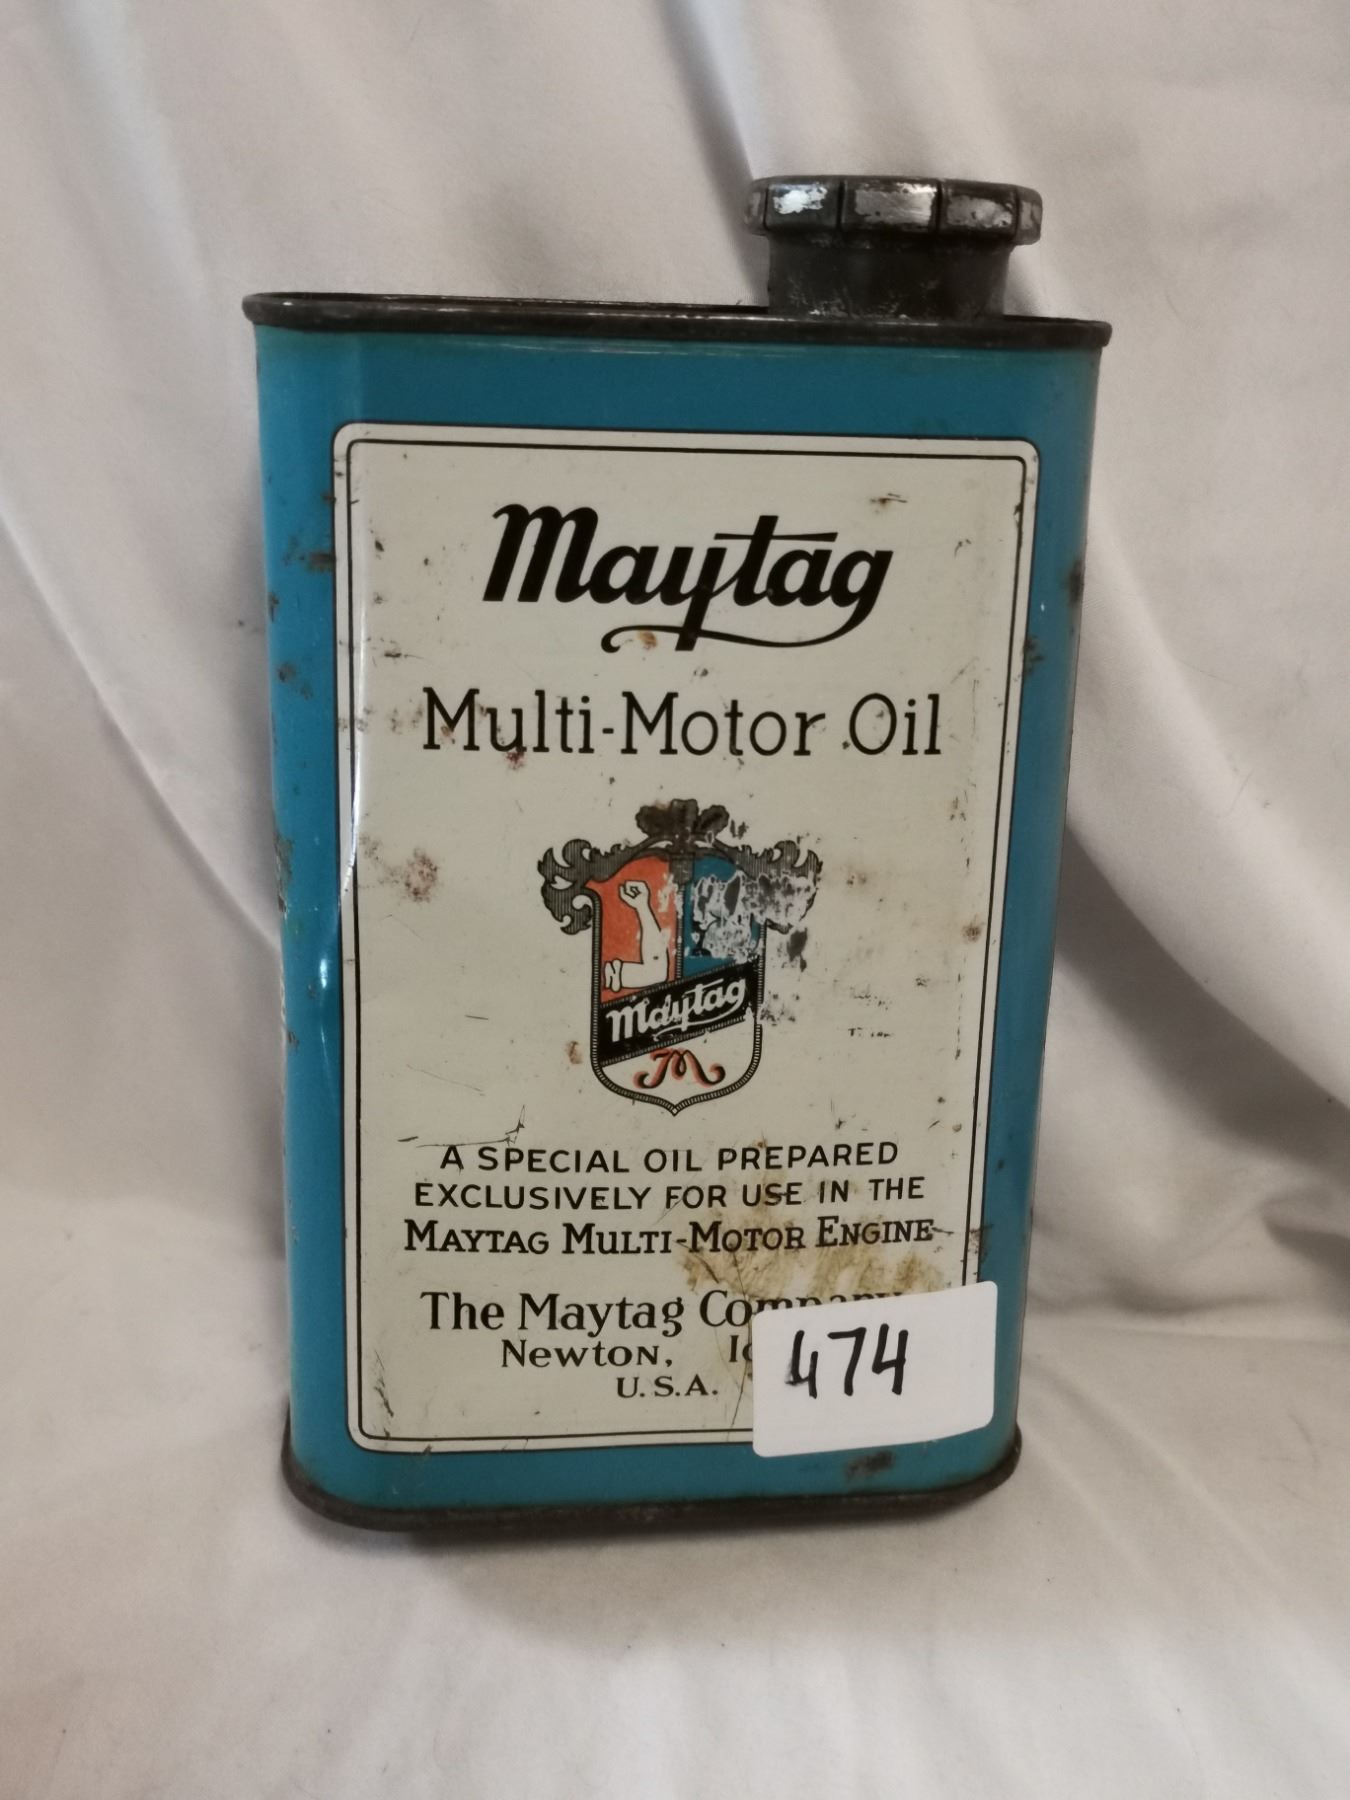 Maytag
Multi-Motor Oil
Maytag
M
A SPECIAL OIL PREPARED
EXCLUSIVELY FOR USE IN THE
MAYTAG MULTI-MOTOR ENGINE
The Maytag Company
NEWTON,
U.S.A.
474